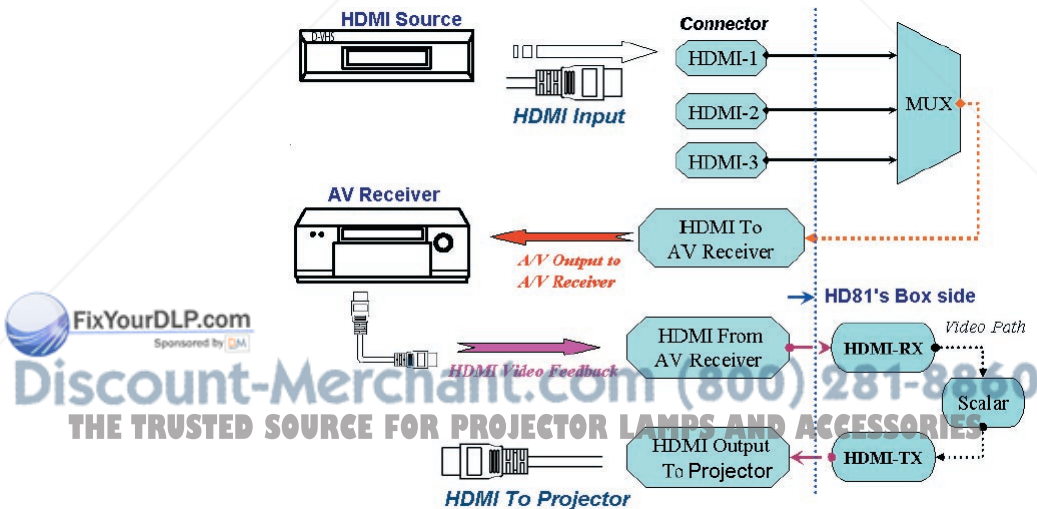 HDMI Source
D-VHS
HDMI Input
Connector
HDMI-1
HDMI-2
HDMI-3
MUX
AV Receiver
A/V Output to
A/V Receiver
HDMI To
AV Receiver
HD81's Box side
FixYourDLP.com
Sponsored by DM
HDMI Video Feedback
HDMI From
AV Receiver
HDMI-RX
Video Path
Discount-Merchant.com (800) 281-8860
Scalar
THE TRUSTED SOURCE FOR PROJECTOR LAMPS AND ACCESSORIES
HDMI Output
To Projector
HDMI-TX
HDMI To Projector